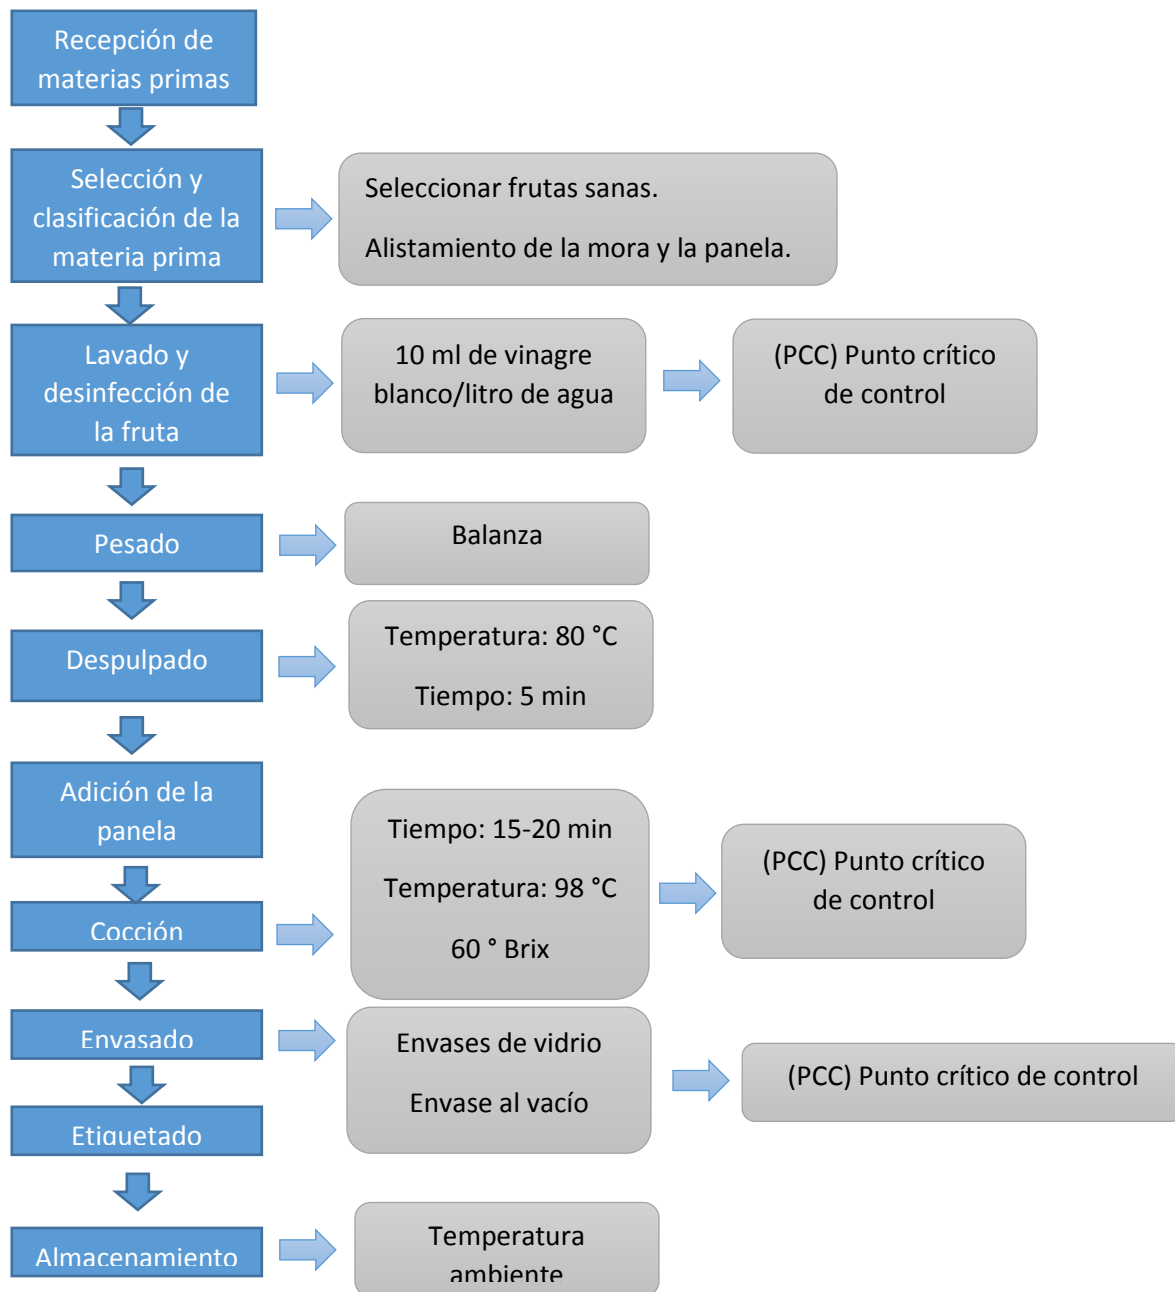 Recepción de
materias primas
Selección y
clasificación de la
materia prima
Seleccionar frutas sanas.
Alistamiento de la mora y la panela.
Lavado y
desinfección de
la fruta
10 ml de vinagre
blanco/litro de agua
(PCC) Punto crítico
de control
Pesado
Balanza
Despulpado
Temperatura: 80 °C
Tiempo: 5 min
Adición de la
panela
Cocción
Tiempo: 15-20 min
Temperatura: 98 °C
60 ° Brix
(PCC) Punto crítico
de control
Envasado
Envases de vidrio
Envase al vacío
(PCC) Punto crítico de control
Etiquetado
Almacenamiento
Temperatura
ambiente